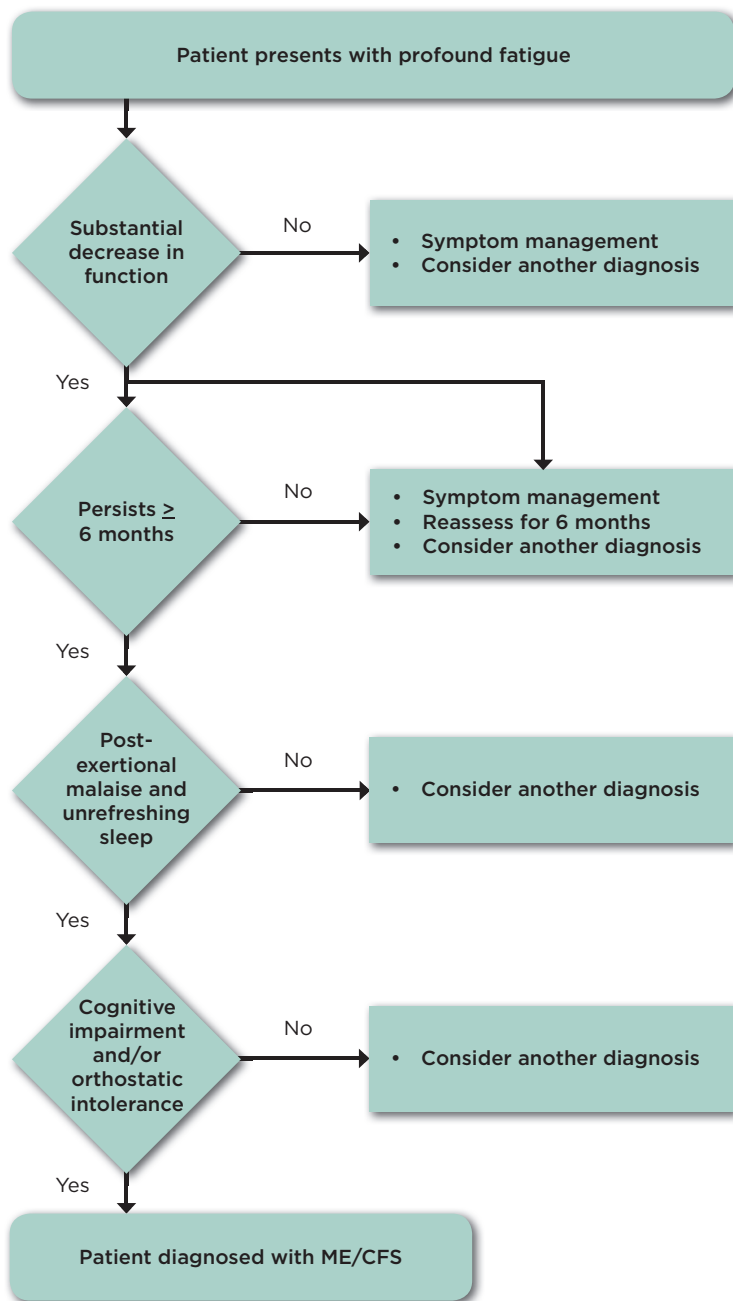 Patient presents with profound fatigue
Substantial
decrease in
function
No
• Symptom management
• Consider another diagnosis
Yes
Persists ≥
6 months
No
• Symptom management
• Reassess for 6 months
• Consider another diagnosis
Yes
Post-
exertional
malaise and
unrefreshing
sleep
No
• Consider another diagnosis
Yes
Cognitive
impairment
and/or
orthostatic
intolerance
No
• Consider another diagnosis
Yes
Patient diagnosed with ME/CFS